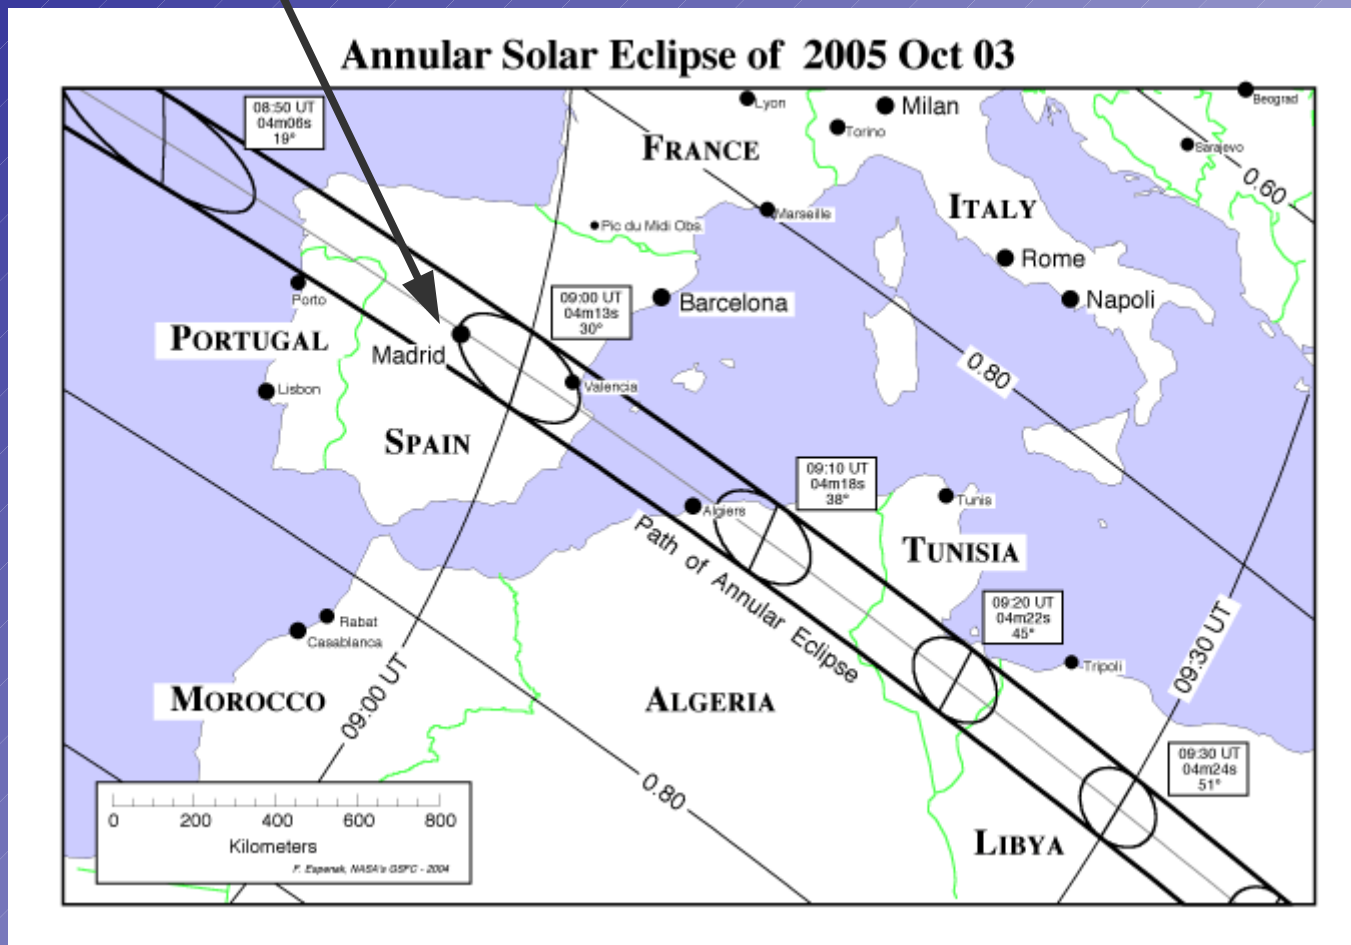 Annular Solar Eclipse of 2005 Oct 03
08:50 UT
04m06s
19°
Lyon
Milan
Beograd
Torino
FRANCE
Sarajevo
0.60
ITALY
Marseille
Pic du Midi Obs.
Rome
Porto
09:00 UT
04m13s
30°
Barcelona
Napoli
PORTUGAL
Madrid
0.80
Lisbon
Valencia
SPAIN
09:10 UT
04m18s
38°
Algiers
Tunis
Path of Annular Eclipse
TUNISIA
09:20 UT
04m22s
45°
Rabat
Casablanca
Tripoli
09:30 UT
MOROCCO
09:00 UT
ALGERIA
09:30 UT
04m24s
51°
0.80
LIBYA
0 200 400 600 800
Kilometers
F. Espenak, NASA's GSFC - 2004